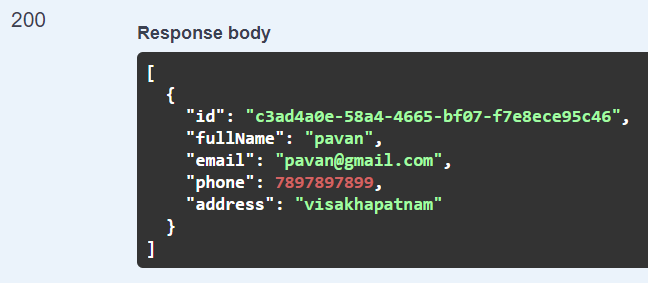 200
Response body
[
  {
    "id": "c3ad4a0e-58a4-4665-bf07-f7e8ece95c46",
    "fullName": "pavan",
    "email": "pavan@gmail.com",
    "phone": 7897897899,
    "address": "visakhapatnam"
  }
]